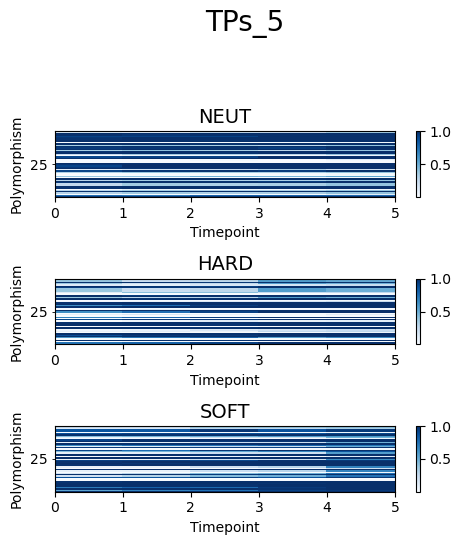 TPs_5
NEUT
Polymorphism
25
0 1 2 3 4 5
Timepoint
1.0
0.5
HARD
Polymorphism
25
0 1 2 3 4 5
Timepoint
1.0
0.5
SOFT
Polymorphism
25
0 1 2 3 4 5
Timepoint
1.0
0.5